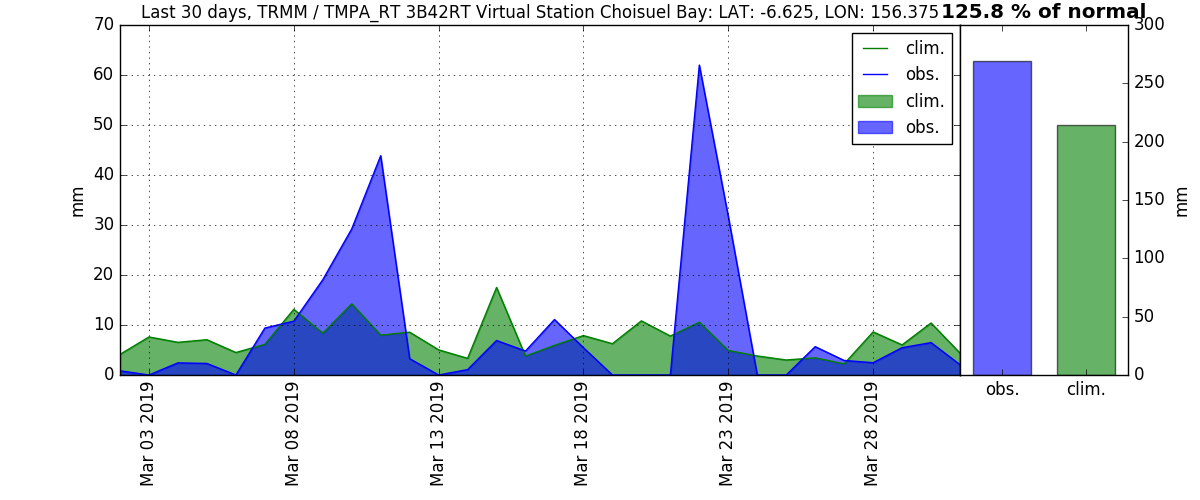 Last 30 days, TRMM / TMPA_RT 3B42RT Virtual Station Choisuel Bay: LAT: -6.625, LON: 156.375
125.8 % of normal
70
60
50
40
30
20
10
0
mm
clim.
obs.
clim.
obs.
Mar 03 2019
Mar 08 2019
Mar 13 2019
Mar 18 2019
Mar 23 2019
Mar 28 2019
300
250
200
150
100
50
0
mm
obs.
clim.